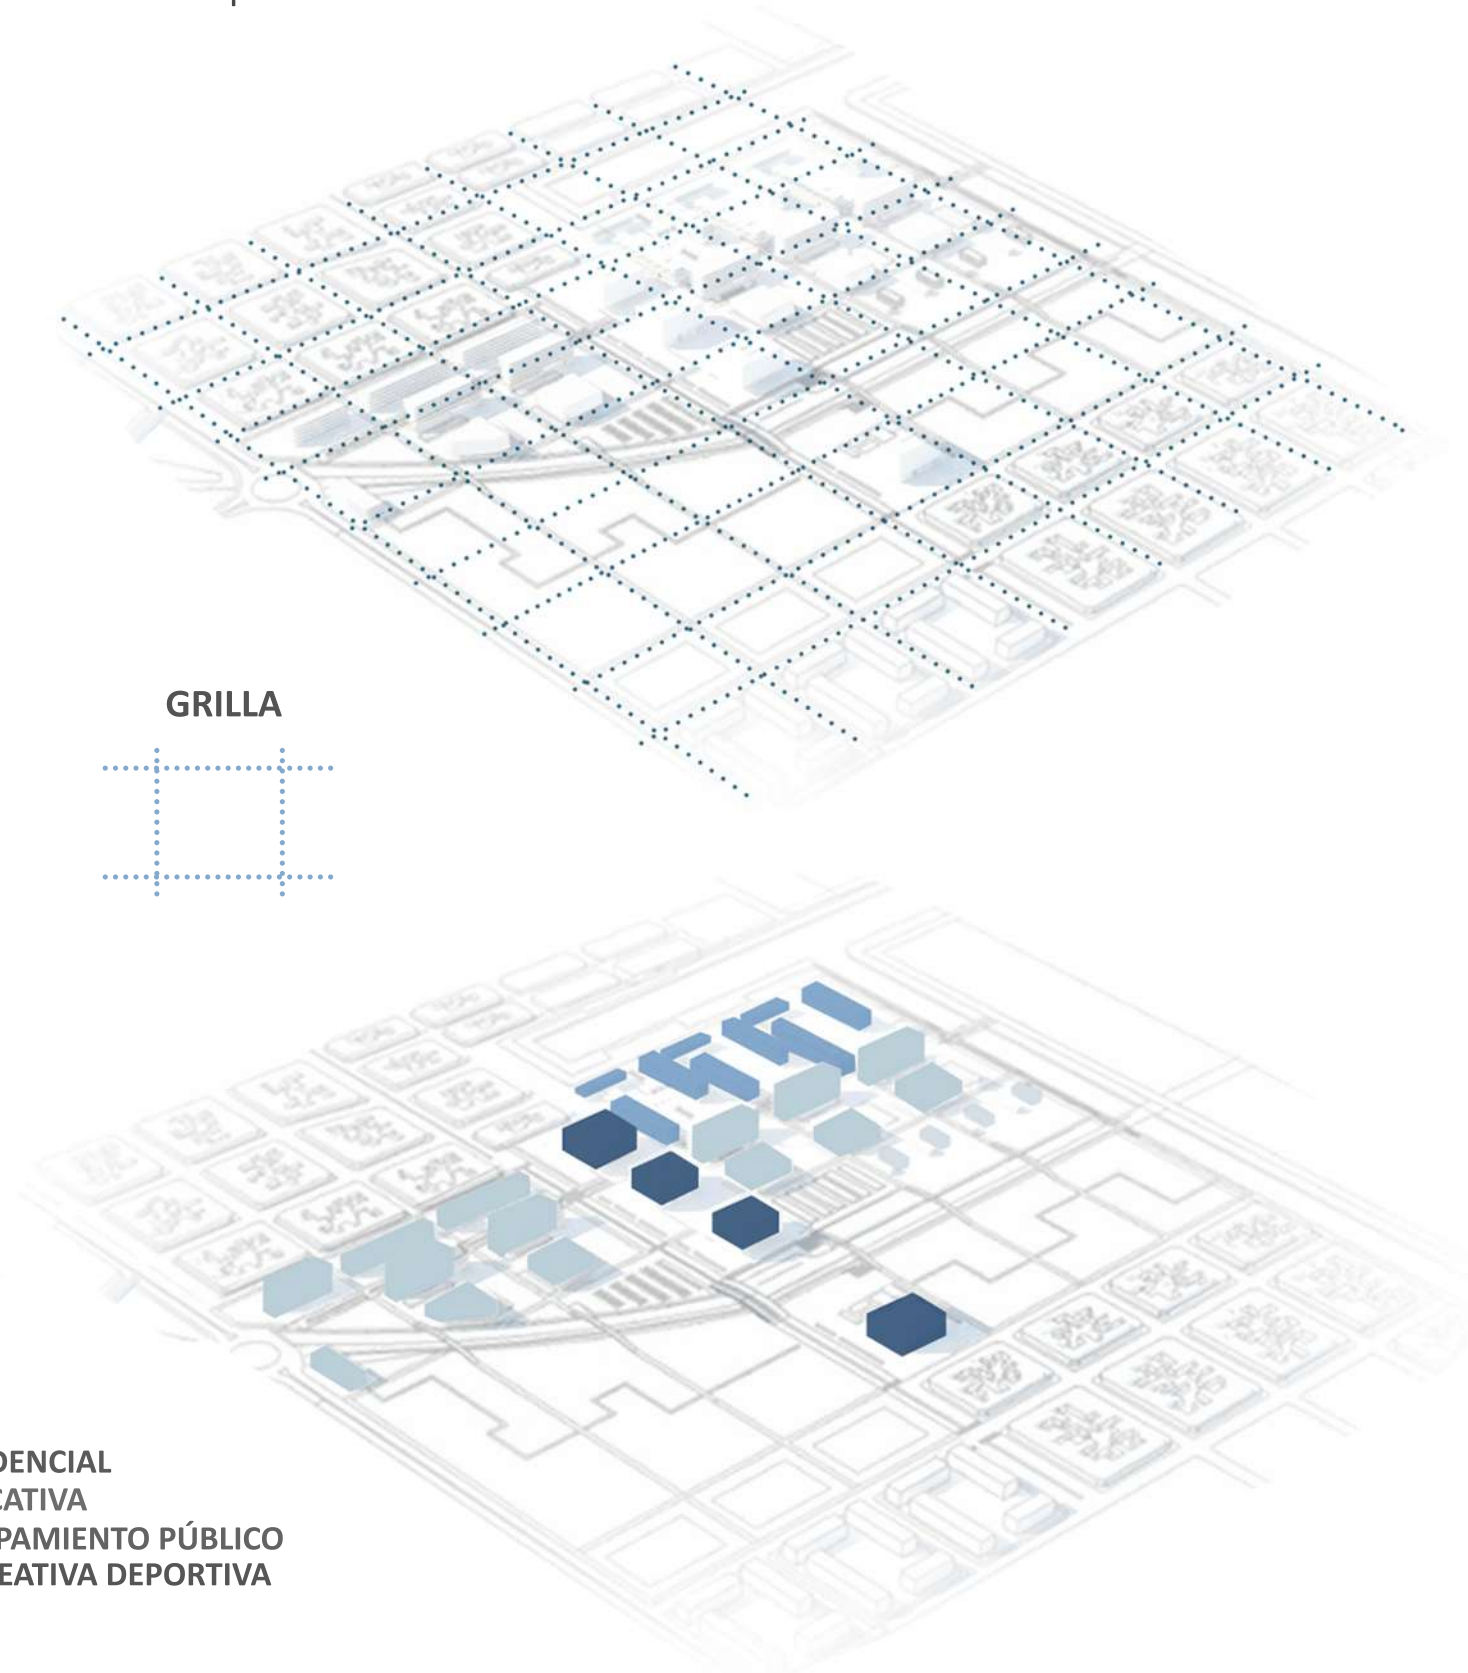 GRILLA
DENCIAL
CATIVA
PAMIENTO PÚBLICO
EATIVA DEPORTIVA